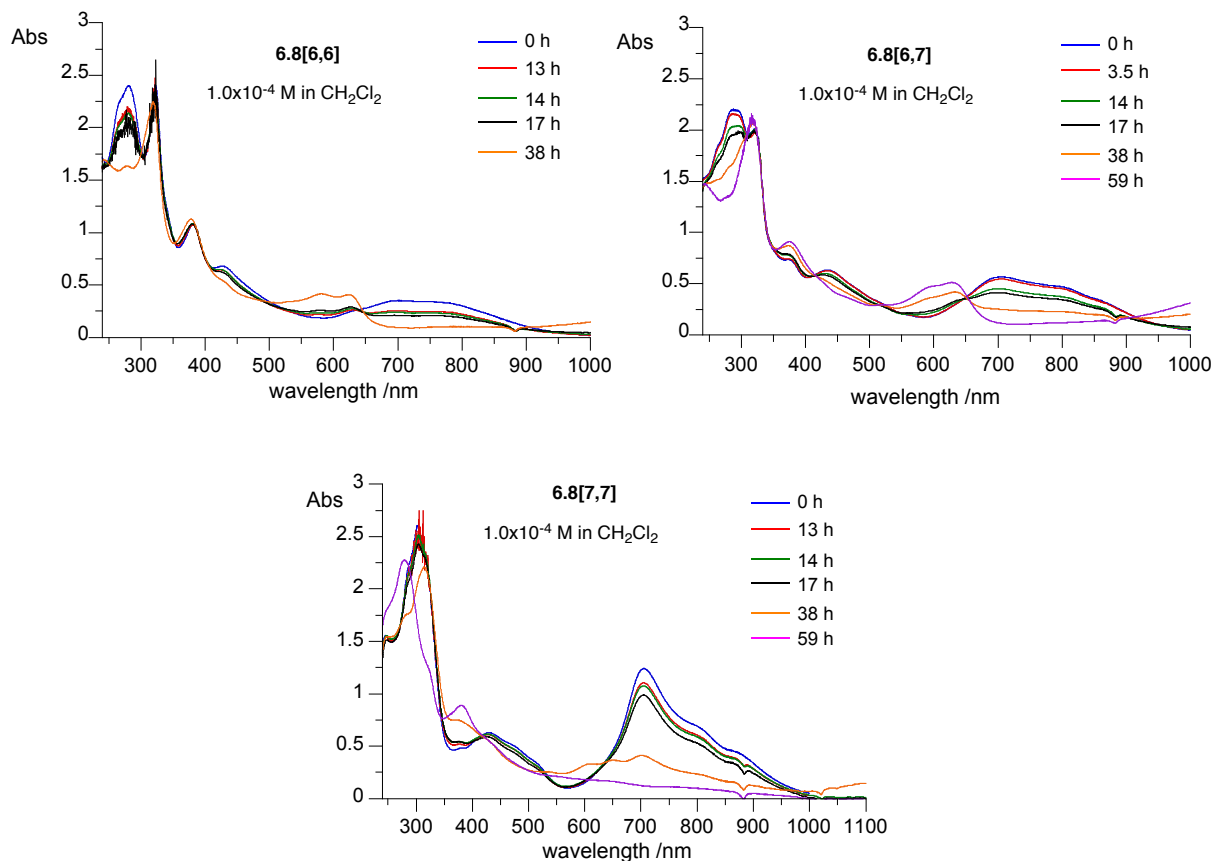 Abs
6.8[6,6]
1.0x10⁻⁴ M in CH₂Cl₂
0 h
13 h
14 h
17 h
38 h
3
2.5
2
1.5
1
0.5
0
300 400 500 600 700 800 900 1000
wavelength /nm
Abs
6.8[6,7]
1.0x10⁻⁴ M in CH₂Cl₂
0 h
3.5 h
14 h
17 h
38 h
59 h
3
2.5
2
1.5
1
0.5
0
300 400 500 600 700 800 900 1000
wavelength /nm
Abs
6.8[7,7]
1.0x10⁻⁴ M in CH₂Cl₂
0 h
13 h
14 h
17 h
38 h
59 h
3
2.5
2
1.5
1
0.5
0
300 400 500 600 700 800 900 1000 1100
wavelength /nm